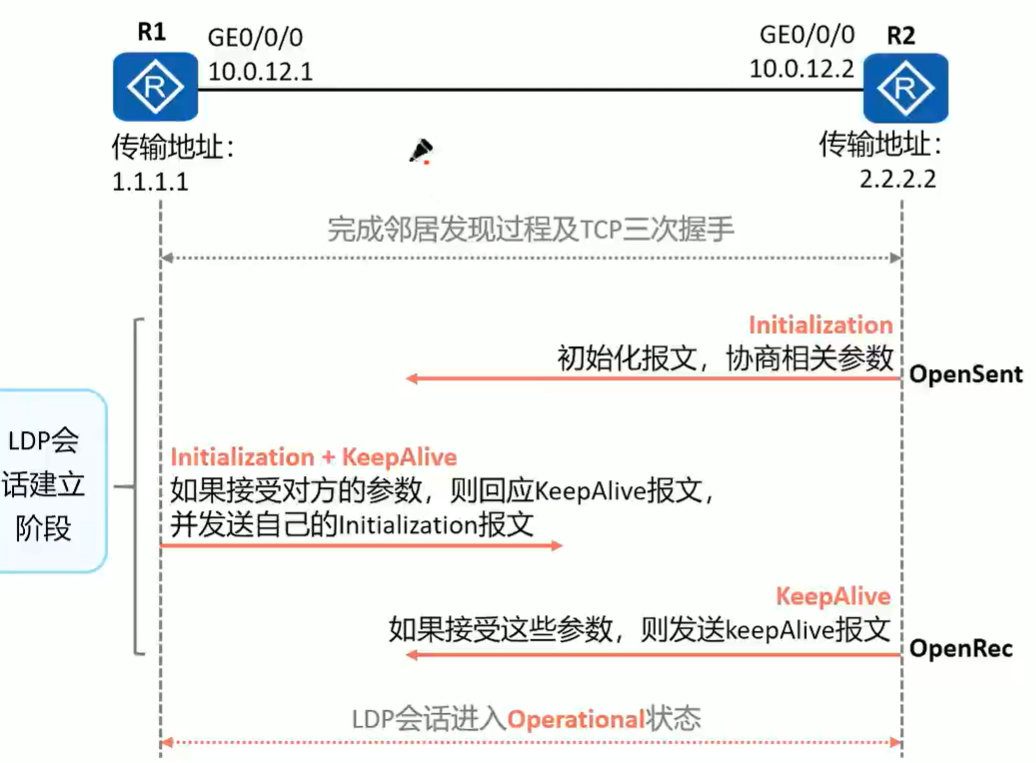 R1
GE0/0/0
10.0.12.1
GE0/0/0
10.0.12.2
R2
R
R
传输地址：
1.1.1.1
传输地址：
2.2.2.2
完成邻居发现过程及TCP三次握手
Initialization
初始化报文，协商相关参数
OpenSent
LDP会
话建立
阶段
Initialization + KeepAlive
如果接受对方的参数，则回应KeepAlive报文，
并发送自己的Initialization报文
KeepAlive
如果接受这些参数，则发送keepAlive报文
OpenRec
LDP会话进入Operational状态